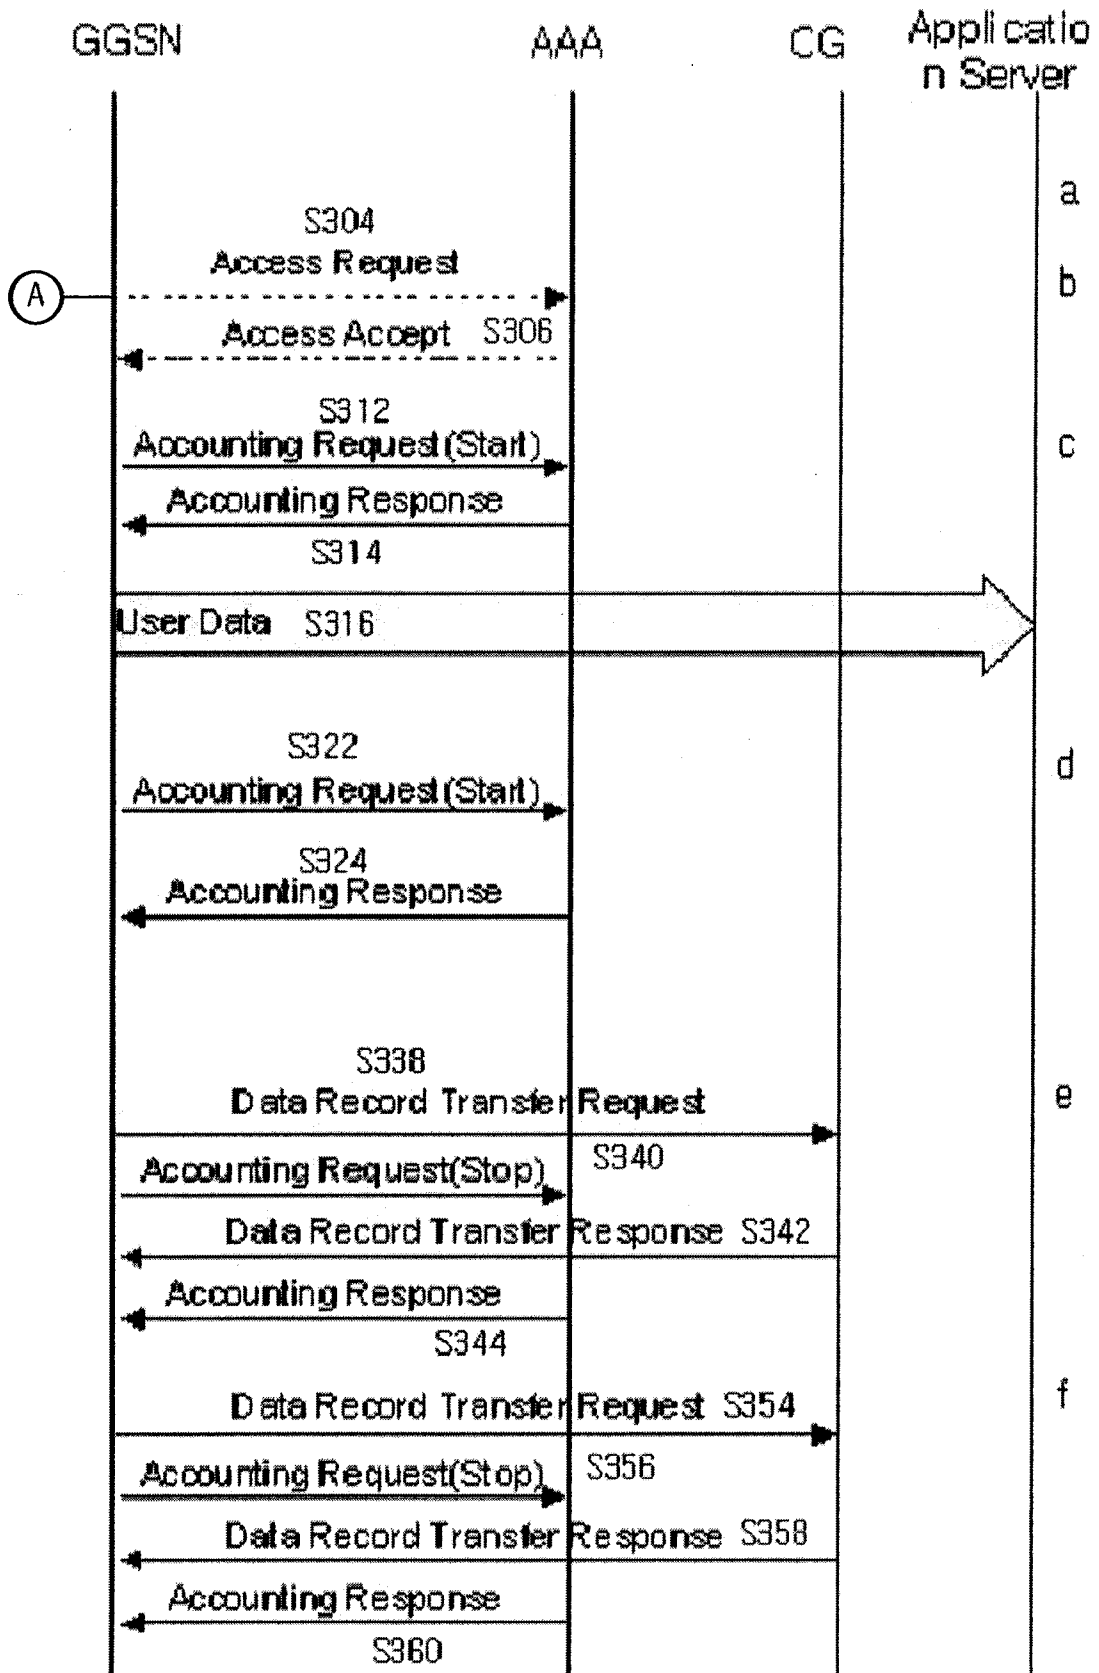 GGSN
AAA
CG
Applicatio
n Server
a
S304
Access Request
b
A
Access Accept S306
S312
Accounting Request(Start)
c
Accounting Response
S314
User Data S316
S322
d
Accounting Request(Start)
S324
Accounting Response
S338
Data Record Transfer Request
e
S340
Accounting Request(Stop)
Data Record Transfer Response S342
Accounting Response
S344
f
Data Record Transfer Request S354
Accounting Request(Stop) S356
Data Record Transfer Response S358
Accounting Response
S360